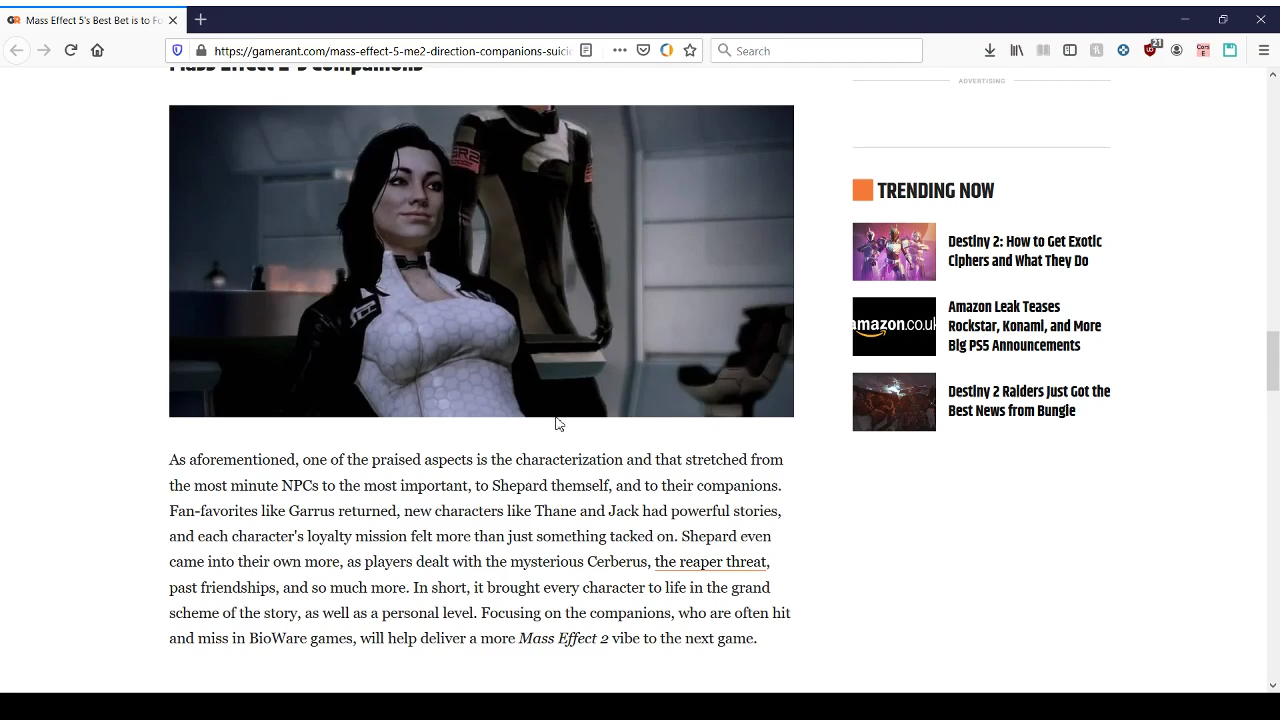 Mass Effect 5's Best Bet is to Fo
https://gamerant.com/mass-effect-5-me2-direction-companions-suici
Search
21
Mass Effect 2's Companions
ADVERTISING
SR2
TRENDING NOW
Destiny 2: How to Get Exotic
Ciphers and What They Do
amazon.co.uk
Amazon Leak Teases
Rockstar, Konami, and More
Big PS5 Announcements
Destiny 2 Raiders Just Got the
Best News from Bungie
As aforementioned, one of the praised aspects is the characterization and that stretched from
the most minute NPCs to the most important, to Shepard themself, and to their companions.
Fan-favorites like Garrus returned, new characters like Thane and Jack had powerful stories,
and each character's loyalty mission felt more than just something tacked on. Shepard even
came into their own more, as players dealt with the mysterious Cerberus, the reaper threat,
past friendships, and so much more. In short, it brought every character to life in the grand
scheme of the story, as well as a personal level. Focusing on the companions, who are often hit
and miss in BioWare games, will help deliver a more Mass Effect 2 vibe to the next game.